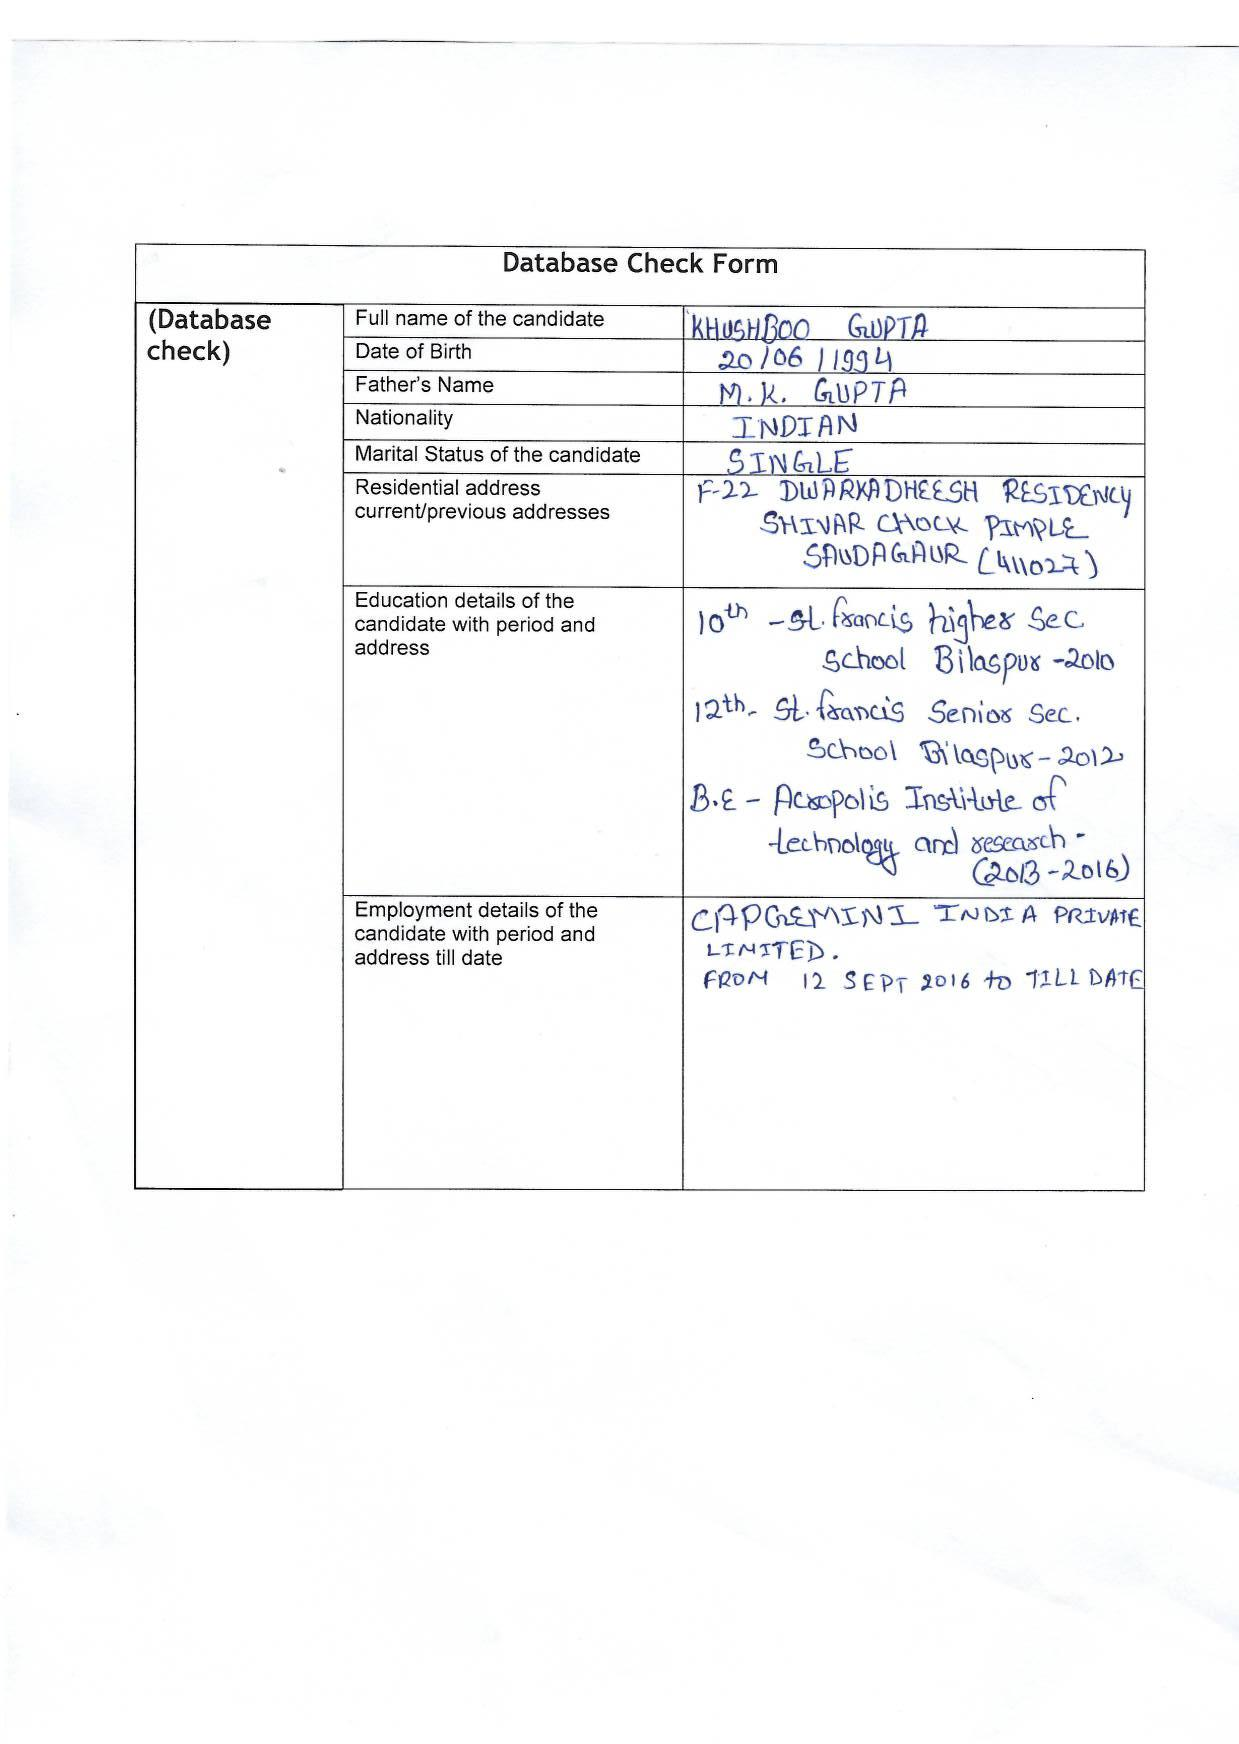 Database Check Form
(Database
check)
Full name of the candidate
KHUSHBOO GUPTA
Date of Birth
20/06/1994
Father's Name
M.K. GUPTA
Nationality
INDIAN
Marital Status of the candidate
SINGLE
Residential address
current/previous addresses
F-22 DWARKADHEESH RESIDENCY
SHIVAR CHOCK PIMPLE
SAUDAGAUR (411027)
Education details of the
candidate with period and
address
10th - St. francis higher Sec
School Bilaspur -2010
12th- St. francis Senior Sec.
School Bilaspur - 2012
B.E - Acropolis Institute of
technology and research -
(2013-2016)
Employment details of the
candidate with period and
address till date
CAPGEMINI INDIA PRIVATE
LIMITED.
FROM 12 SEPT 2016 to TILL DATE